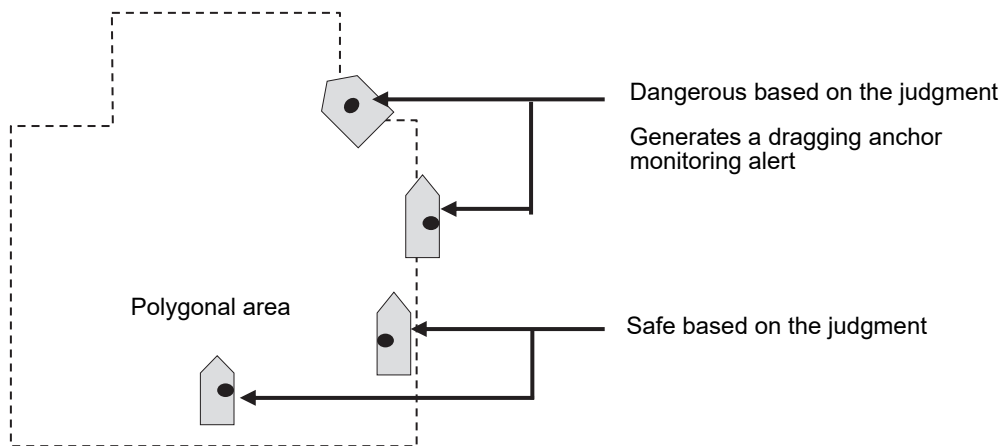 Dangerous based on the judgment
Generates a dragging anchor
monitoring alert
Polygonal area
Safe based on the judgment